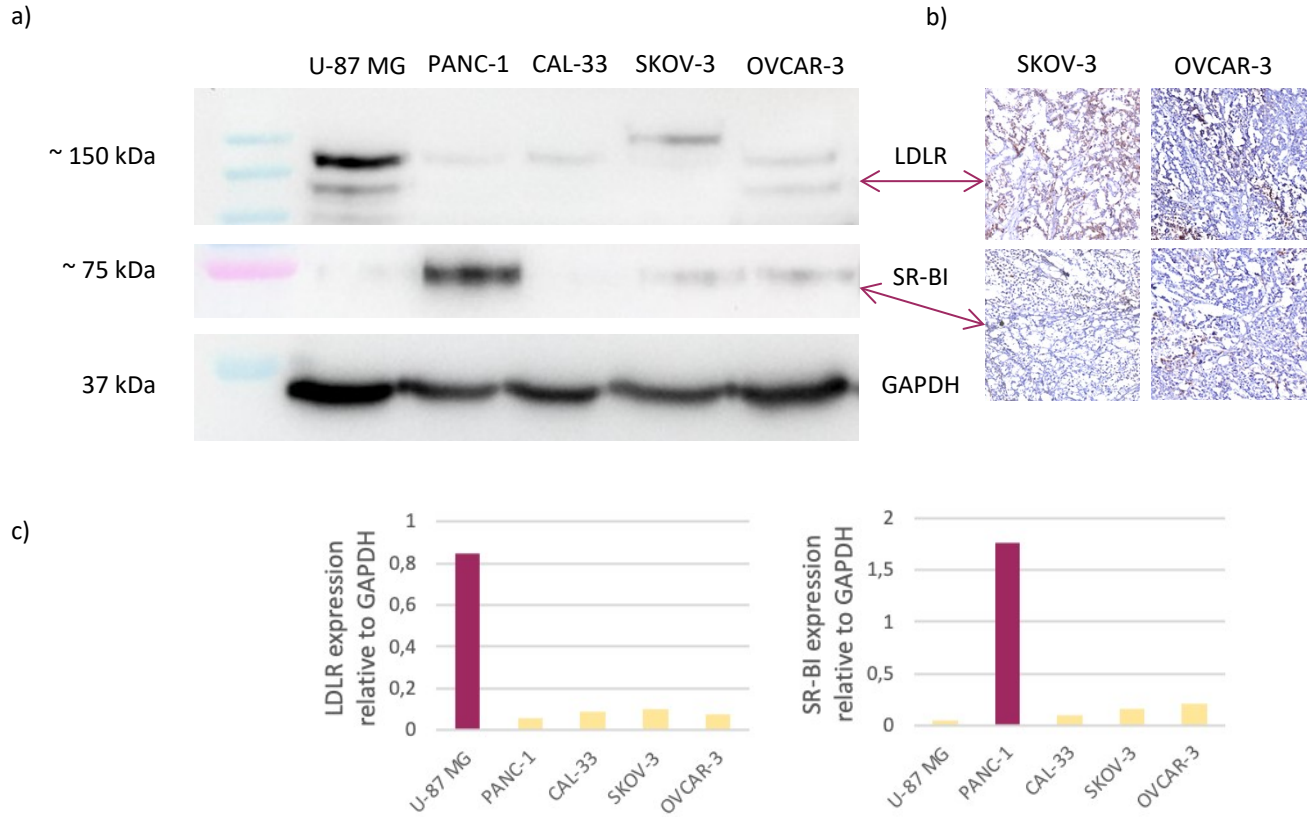 a)
b)
U-87 MG PANC-1 CAL-33 SKOV-3 OVCAR-3
SKOV-3 OVCAR-3
~ 150 kDa
LDLR
~ 75 kDa
SR-BI
37 kDa
GAPDH
c)
LDLR expression
relative to GAPDH
1
0,8
0,6
0,4
0,2
0
U-87 MG
PANC-1
CAL-33
SKOV-3
OVCAR-3
SR-BI expression
relative to GAPDH
2
1,5
1
0,5
0
U-87 MG
PANC-1
CAL-33
SKOV-3
OVCAR-3